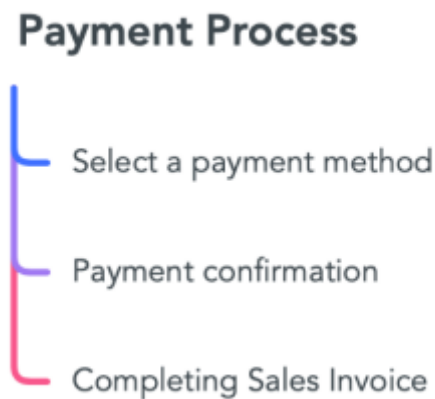 Payment Process
Select a payment method
Payment confirmation
Completing Sales Invoice